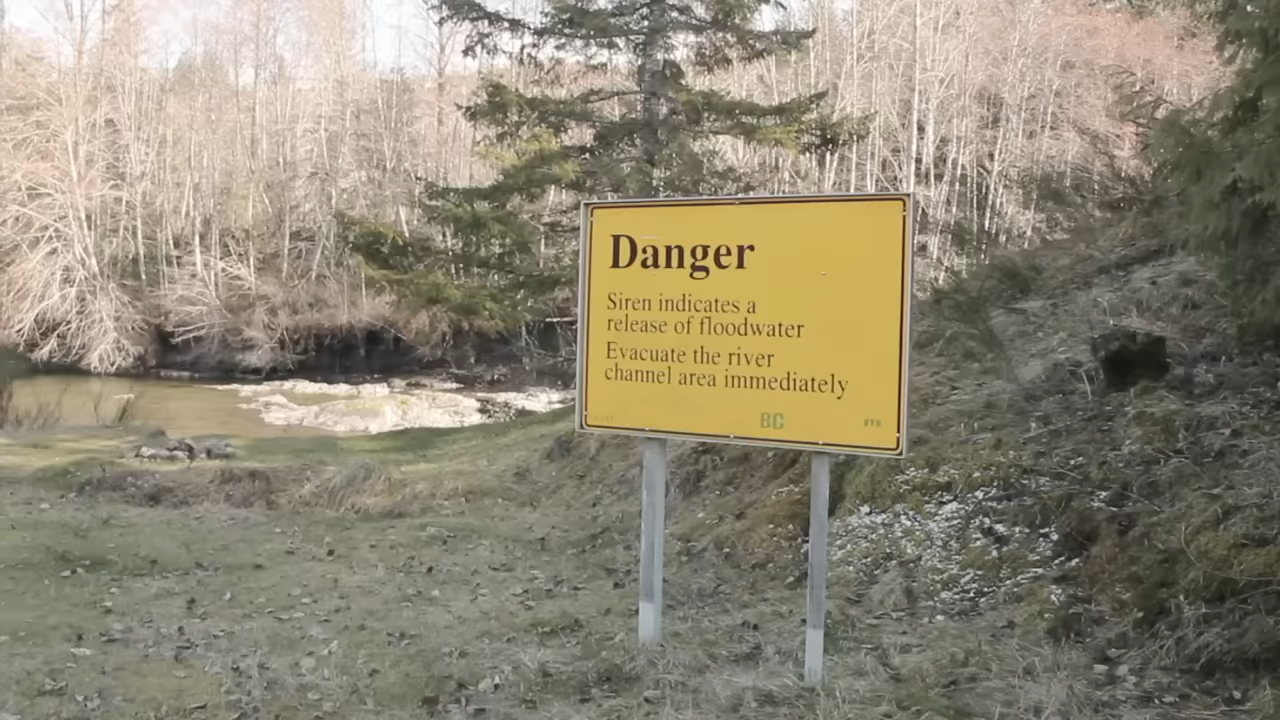 Danger
Siren indicates a
release of floodwater
Evacuate the river
channel area immediately
BC